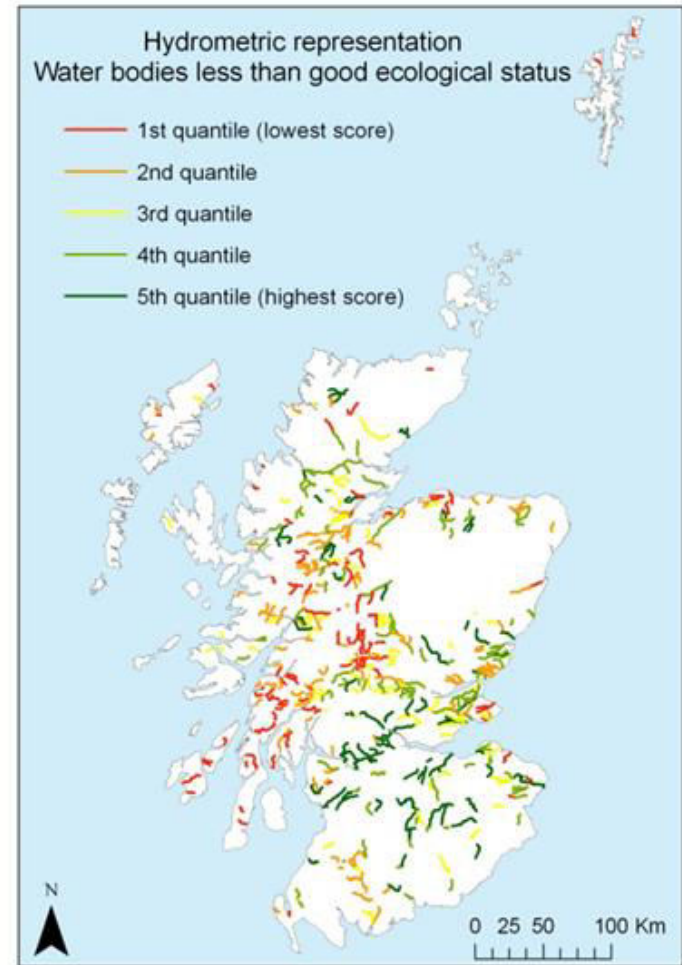 Hydrometric representation
Water bodies less than good ecological status
1st quantile (lowest score)
2nd quantile
3rd quantile
4th quantile
5th quantile (highest score)
N
0 25 50 100 Km